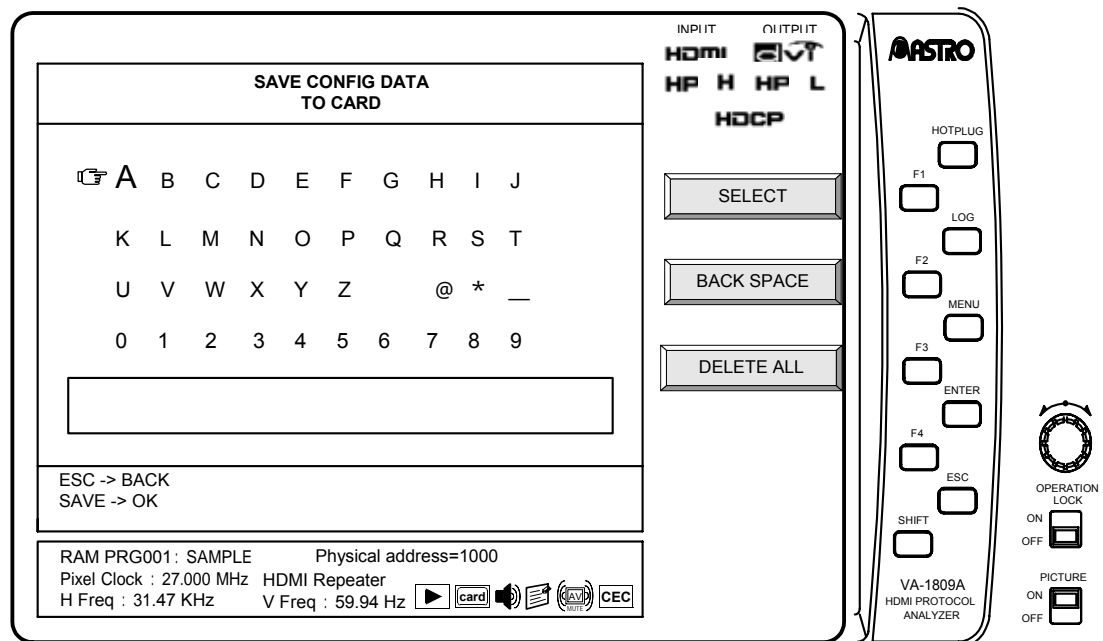 INPUT OUTPUT
HDMI DVI
HP H HP L
HDCP
SAVE CONFIG DATA
TO CARD
A B C D E F G H I J
K L M N O P Q R S T
U V W X Y Z @ * _
0 1 2 3 4 5 6 7 8 9
SELECT
BACK SPACE
DELETE ALL
ESC -> BACK
SAVE -> OK
RAM PRG001 : SAMPLE Physical address=1000
Pixel Clock : 27.000 MHz HDMI Repeater
H Freq : 31.47 KHz V Freq : 59.94 Hz card AV MUTE CEC
ASTRO
HOTPLUG
F1
LOG
F2
MENU
F3
ENTER
F4
ESC
SHIFT
VA-1809A
HDMI PROTOCOL
ANALYZER
OPERATION
LOCK
ON
OFF
PICTURE
ON
OFF